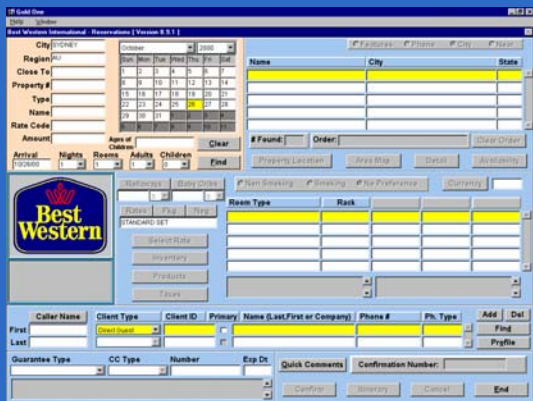 Gold One
Help Window
Best Western International - Reservations [ Version 8.9.1 ]
City SYDNEY
Region AU
Close To
Property #
Type
Name
Rate Code
Amount
October 2000
Sun Mon Tue Wed Thu Fri Sat
1 2 3 4 5 6 7
8 9 10 11 12 13 14
15 16 17 18 19 20 21
22 23 24 25 26 27 28
29 30 31
Ages of Children
Clear
Arrival Nights Rooms Adults Children
10/26/00 1 1 1 0
Find
Features Phone City Near
Name City State
# Found: Order: Clear Order
Property Location Area Map Detail Availability
Best Western
Rollaways Baby Cribs
Rates Pkg Neg
STANDARD SET
Select Rate
Inventory
Products
Taxes
Non Smoking Smoking No Preference Currency
Room Type Rack
Caller Name Client Type Client ID Primary Name (Last,First or Company) Phone # Ph. Type Add Del
First Direct Guest Find
Last Profile
Guarantee Type CC Type Number Exp Dt
Quick Comments Confirmation Number:
Confirm Itinerary Cancel End